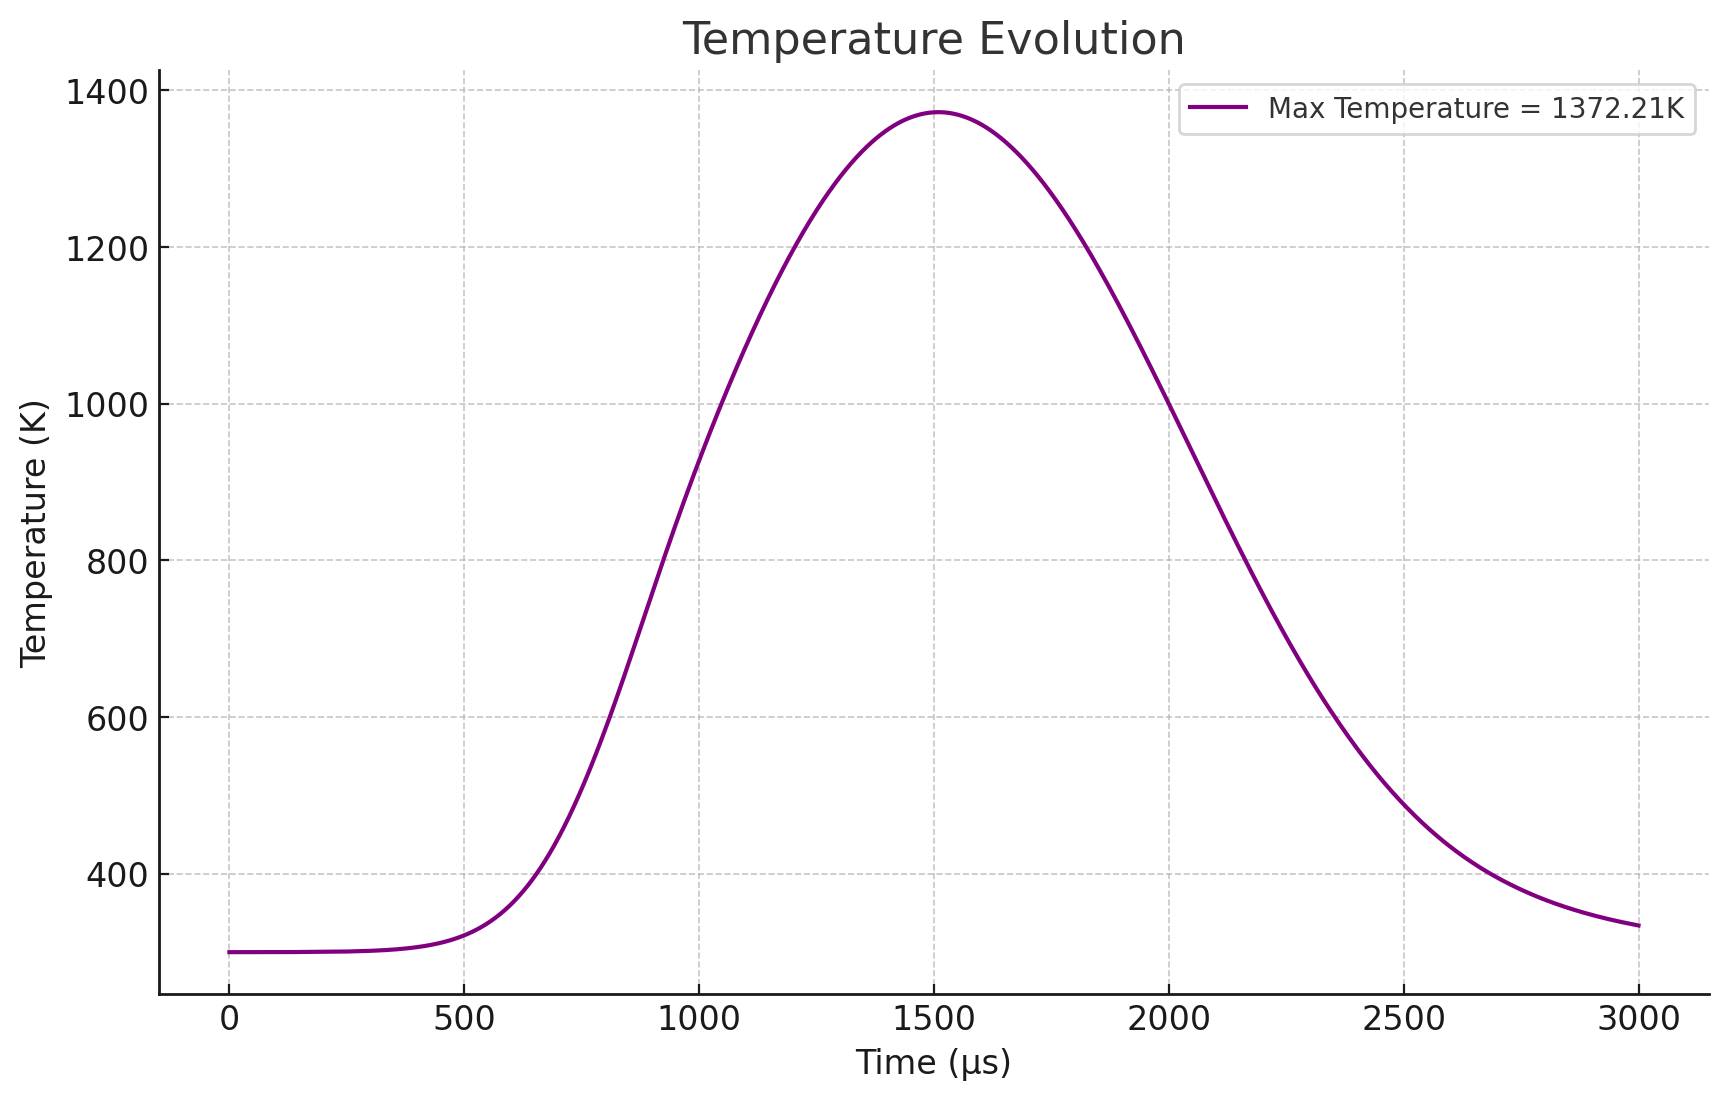 Temperature Evolution
Max Temperature = 1372.21K
Temperature (K)
1400
1200
1000
800
600
400
0 500 1000 1500 2000 2500 3000
Time (μs)